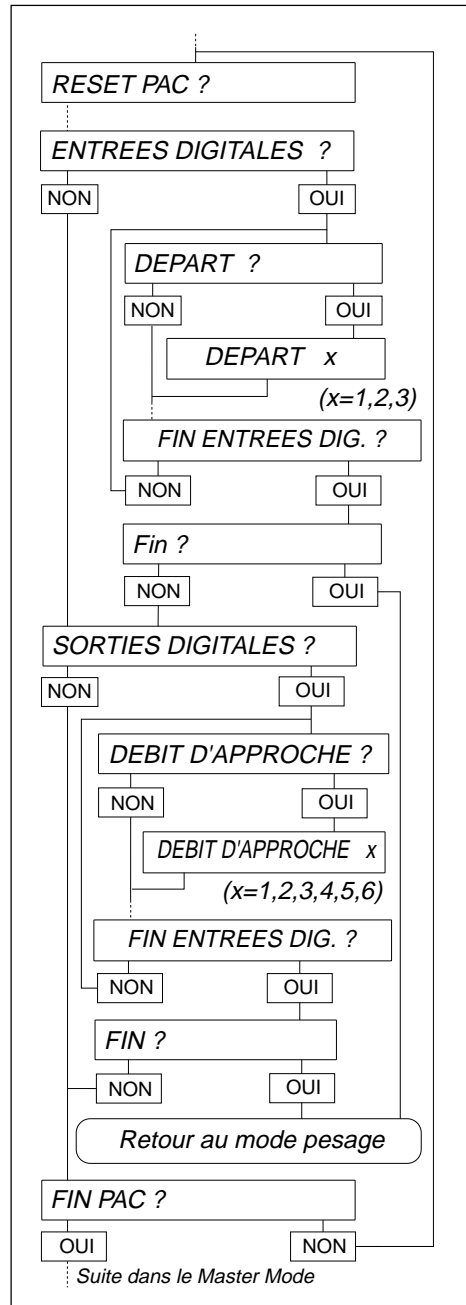 RESET PAC ?
ENTREES DIGITALES ?
NON OUI
DEPART ?
NON OUI
DEPART x
(x=1,2,3)
FIN ENTREES DIG. ?
NON OUI
Fin ?
NON OUI
SORTIES DIGITALES ?
NON OUI
DEBIT D'APPROCHE ?
NON OUI
DEBIT D'APPROCHE x
(x=1,2,3,4,5,6)
FIN ENTREES DIG. ?
NON OUI
FIN ?
NON OUI
Retour au mode pesage
FIN PAC ?
OUI NON
Suite dans le Master Mode